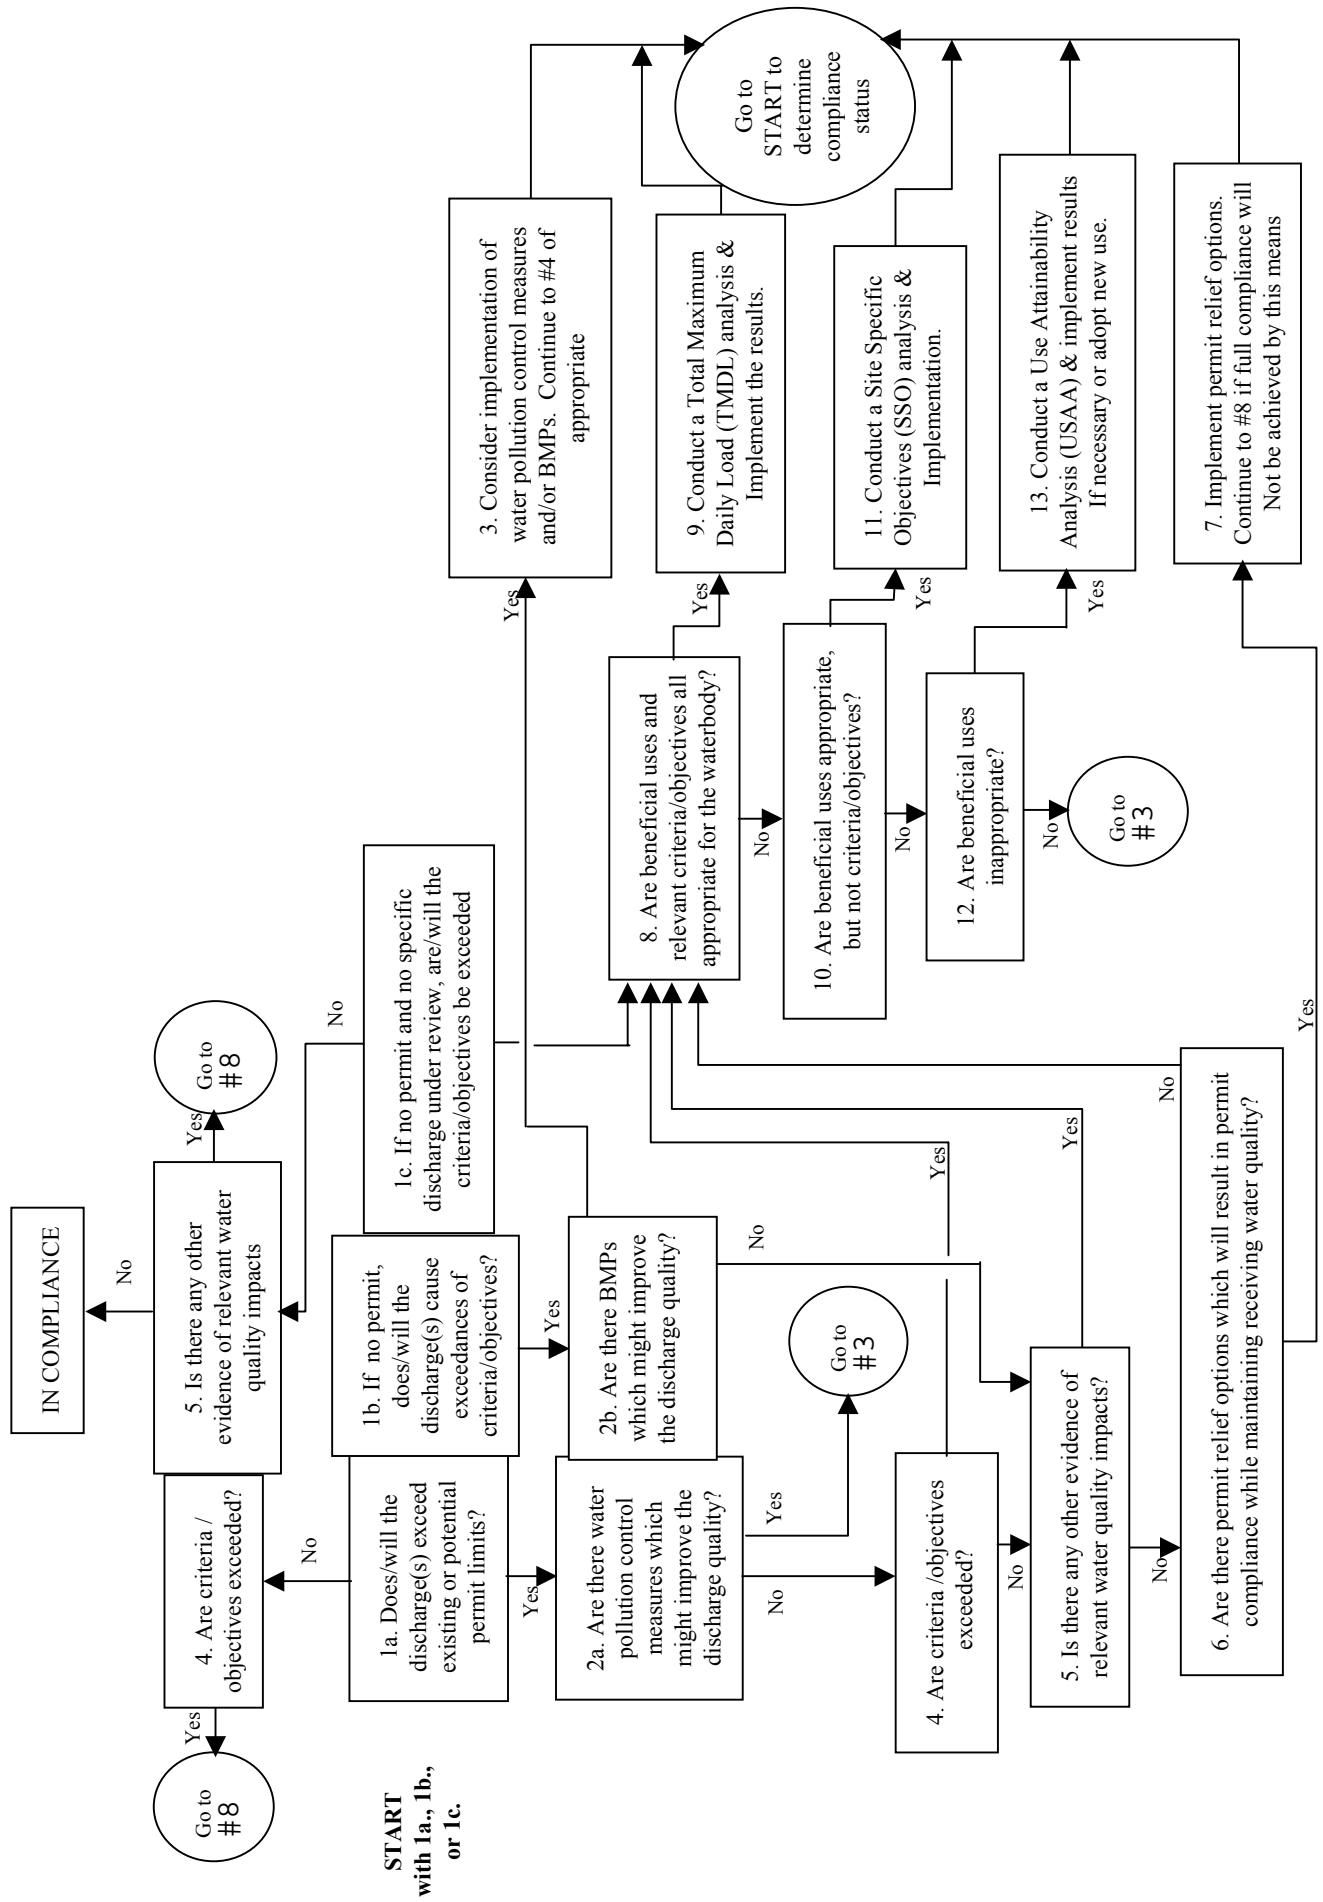 IN COMPLIANCE
No
Go to
#8
Yes
4. Are criteria /
objectives exceeded?
5. Is there any other
evidence of relevant water
quality impacts
Yes
Go to
#8
START
with 1a., 1b.,
or 1c.
No
No
1a. Does/will the
discharge(s) exceed
existing or potential
permit limits?
1b. If no permit,
does/will the
discharge(s) cause
exceedances of
criteria/objectives?
1c. If no permit and no specific
discharge under review, are/will the
criteria/objectives be exceeded
Yes
Yes
2a. Are there water
pollution control
measures which
might improve the
discharge quality?
2b. Are there BMPs
which might improve
the discharge quality?
Yes
3. Consider implementation of
water pollution control measures
and/or BMPs. Continue to #4 of
appropriate
No
Yes
No
Go to
#3
4. Are criteria /objectives
exceeded?
Yes
No
5. Is there any other evidence of
relevant water quality impacts?
Yes
No
6. Are there permit relief options which will result in permit
compliance while maintaining receiving water quality?
No
Yes
8. Are beneficial uses and
relevant criteria/objectives all
appropriate for the waterbody?
Yes
9. Conduct a Total Maximum
Daily Load (TMDL) analysis &
Implement the results.
No
10. Are beneficial uses appropriate,
but not criteria/objectives?
Yes
11. Conduct a Site Specific
Objectives (SSO) analysis &
Implementation.
No
12. Are beneficial uses
inappropriate?
Yes
13. Conduct a Use Attainability
Analysis (USAA) & implement results
If necessary or adopt new use.
No
Go to
#3
7. Implement permit relief options.
Continue to #8 if full compliance will
Not be achieved by this means
Go to
START to
determine
compliance
status